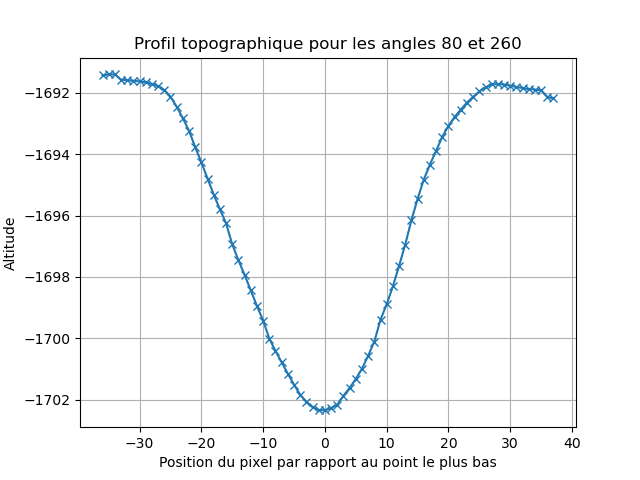 Profil topographique pour les angles 80 et 260
Altitude
−1692
−1694
−1696
−1698
−1700
−1702
−30 −20 −10 0 10 20 30 40
Position du pixel par rapport au point le plus bas